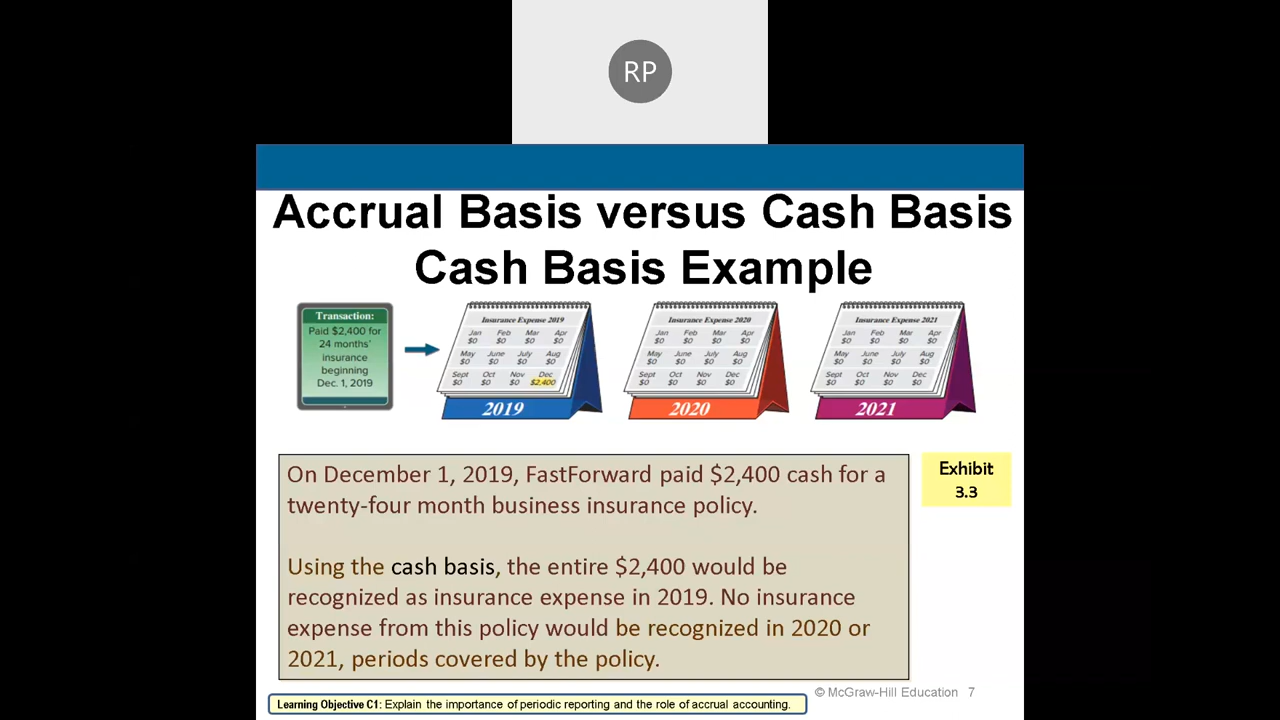 RP
Accrual Basis versus Cash Basis
Cash Basis Example
Transaction:
Paid $2,400 for
24 months'
insurance
beginning
Dec. 1, 2019
Insurance Expense 2019
Jan Feb Mar Apr
$0 $0 $0 $0
May June July Aug
$0 $0 $0 $0
Sept Oct Nov Dec
$0 $0 $0 $2,400
2019
Insurance Expense 2020
Jan Feb Mar Apr
$0 $0 $0 $0
May June July Aug
$0 $0 $0 $0
Sept Oct Nov Dec
$0 $0 $0 $0
2020
Insurance Expense 2021
Jan Feb Mar Apr
$0 $0 $0 $0
May June July Aug
$0 $0 $0 $0
Sept Oct Nov Dec
$0 $0 $0 $0
2021
On December 1, 2019, FastForward paid $2,400 cash for a
twenty-four month business insurance policy.
Using the cash basis, the entire $2,400 would be
recognized as insurance expense in 2019. No insurance
expense from this policy would be recognized in 2020 or
2021, periods covered by the policy.
Exhibit
3.3
© McGraw-Hill Education 7
Learning Objective C1: Explain the importance of periodic reporting and the role of accrual accounting.